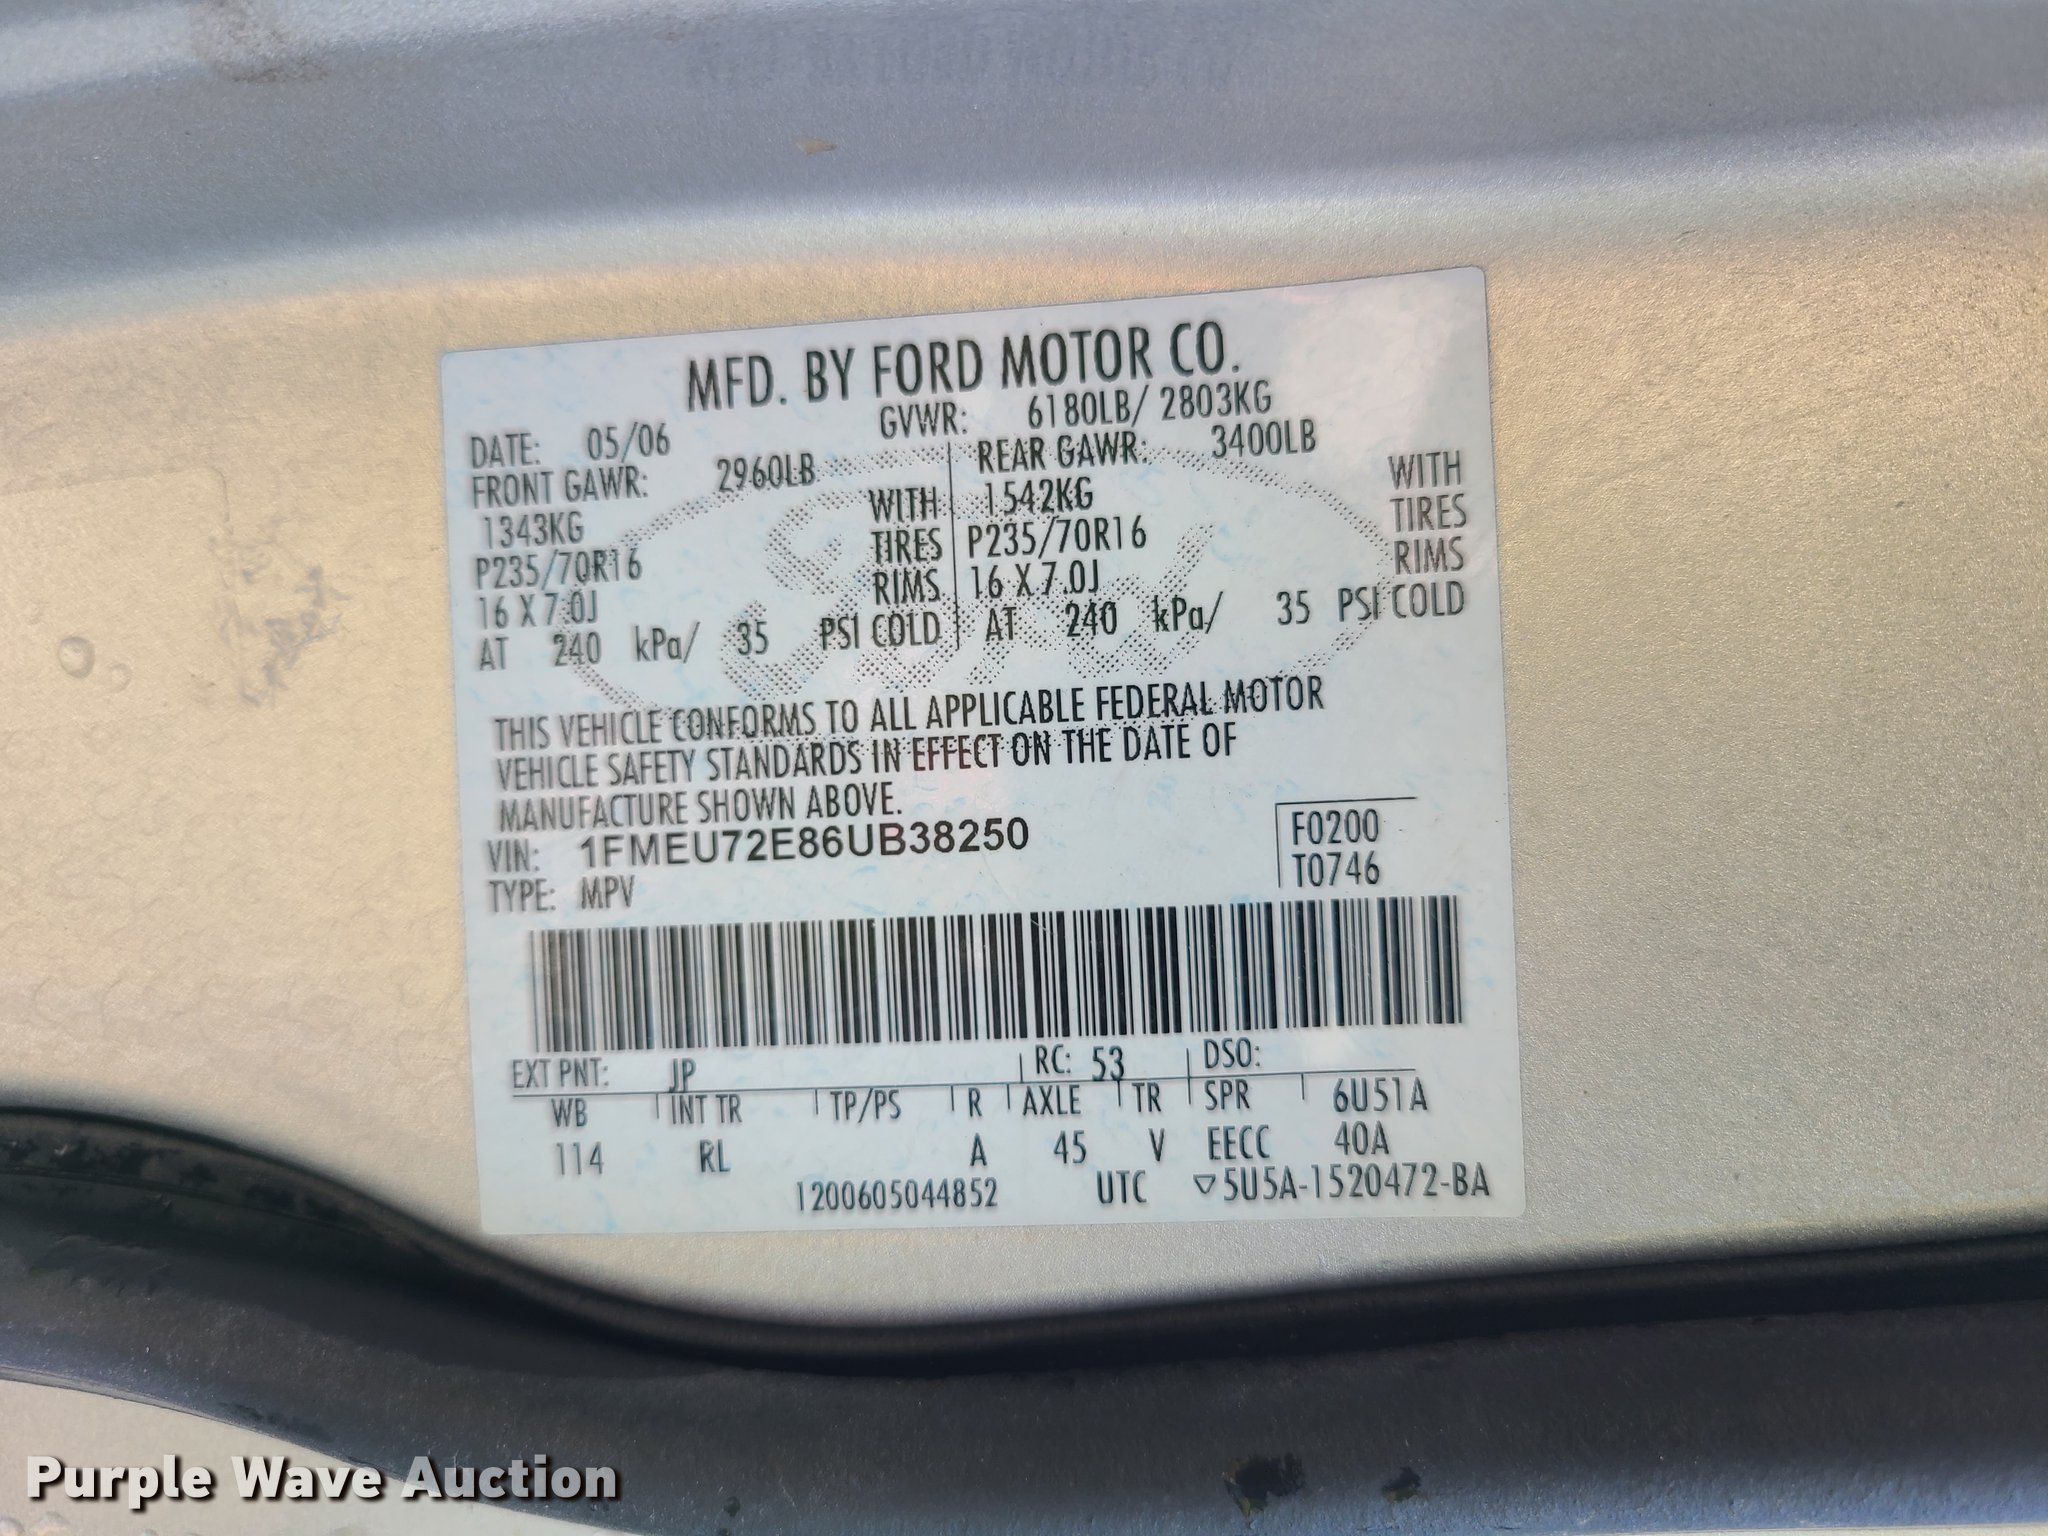 MFD. BY FORD MOTOR CO.
DATE: 05/06 GVWR: 6180LB/ 2803KG
FRONT GAWR: 2960LB REAR GAWR: 3400LB
1343KG WITH 1542KG WITH
P235/70R16 TIRES P235/70R16 TIRES
16 X 7.0J RIMS 16 X 7.0J RIMS
AT 240 kPa/ 35 PSI COLD AT 240 kPa/ 35 PSI COLD
THIS VEHICLE CONFORMS TO ALL APPLICABLE FEDERAL MOTOR
VEHICLE SAFETY STANDARDS IN EFFECT ON THE DATE OF
MANUFACTURE SHOWN ABOVE.
VIN: 1FMEU72E86UB38250 F0200
TYPE: MPV T0746
EXT PNT: JP RC: 53 DSO:
WB INT TR TP/PS R AXLE TR SPR 6U51A
114 RL A 45 V EECC 40A
1200605044852 UTC ▽5U5A-1520472-BA
Ford
Purple Wave Auction